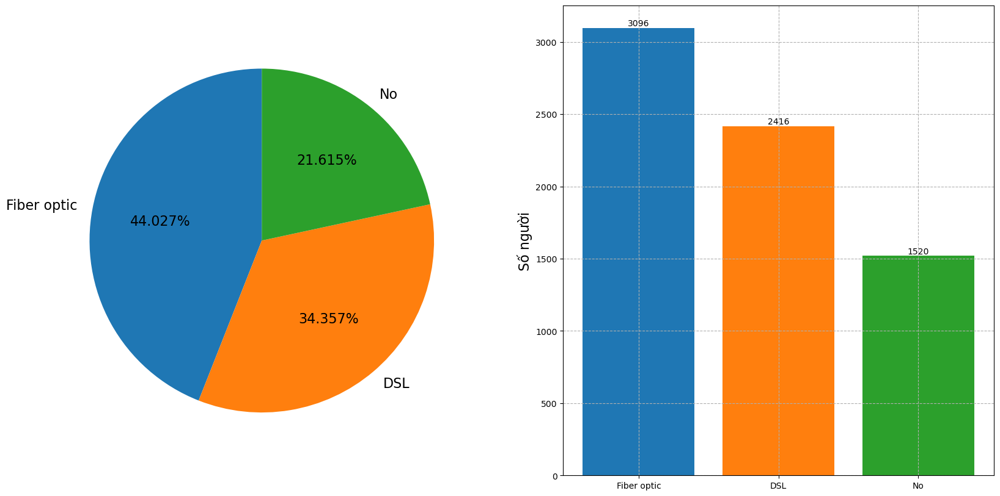 No
21.615%
Fiber optic
44.027%
34.357%
DSL
Số người
3000
2500
2000
1500
1000
500
0
3096
2416
1520
Fiber optic
DSL
No